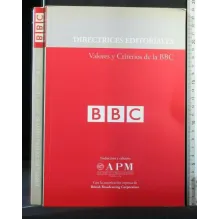 DIRECTRICES EDITORIALES
Valores y Criterios de la BBC
BBC
BBC
APM
British Broadcasting Corporation